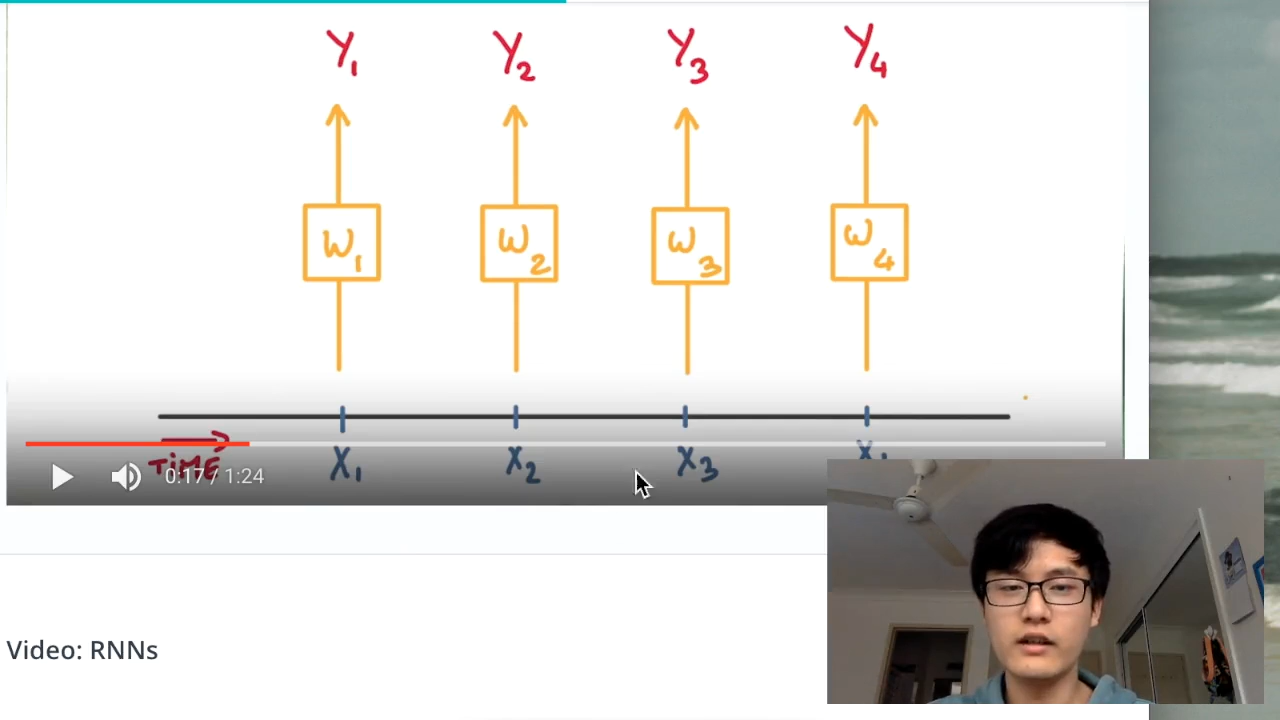 Y1 Y2 Y3 Y4
W1 W2 W3 W4
TIME X1 X2 X3
0:17 / 1:24
Video: RNNs